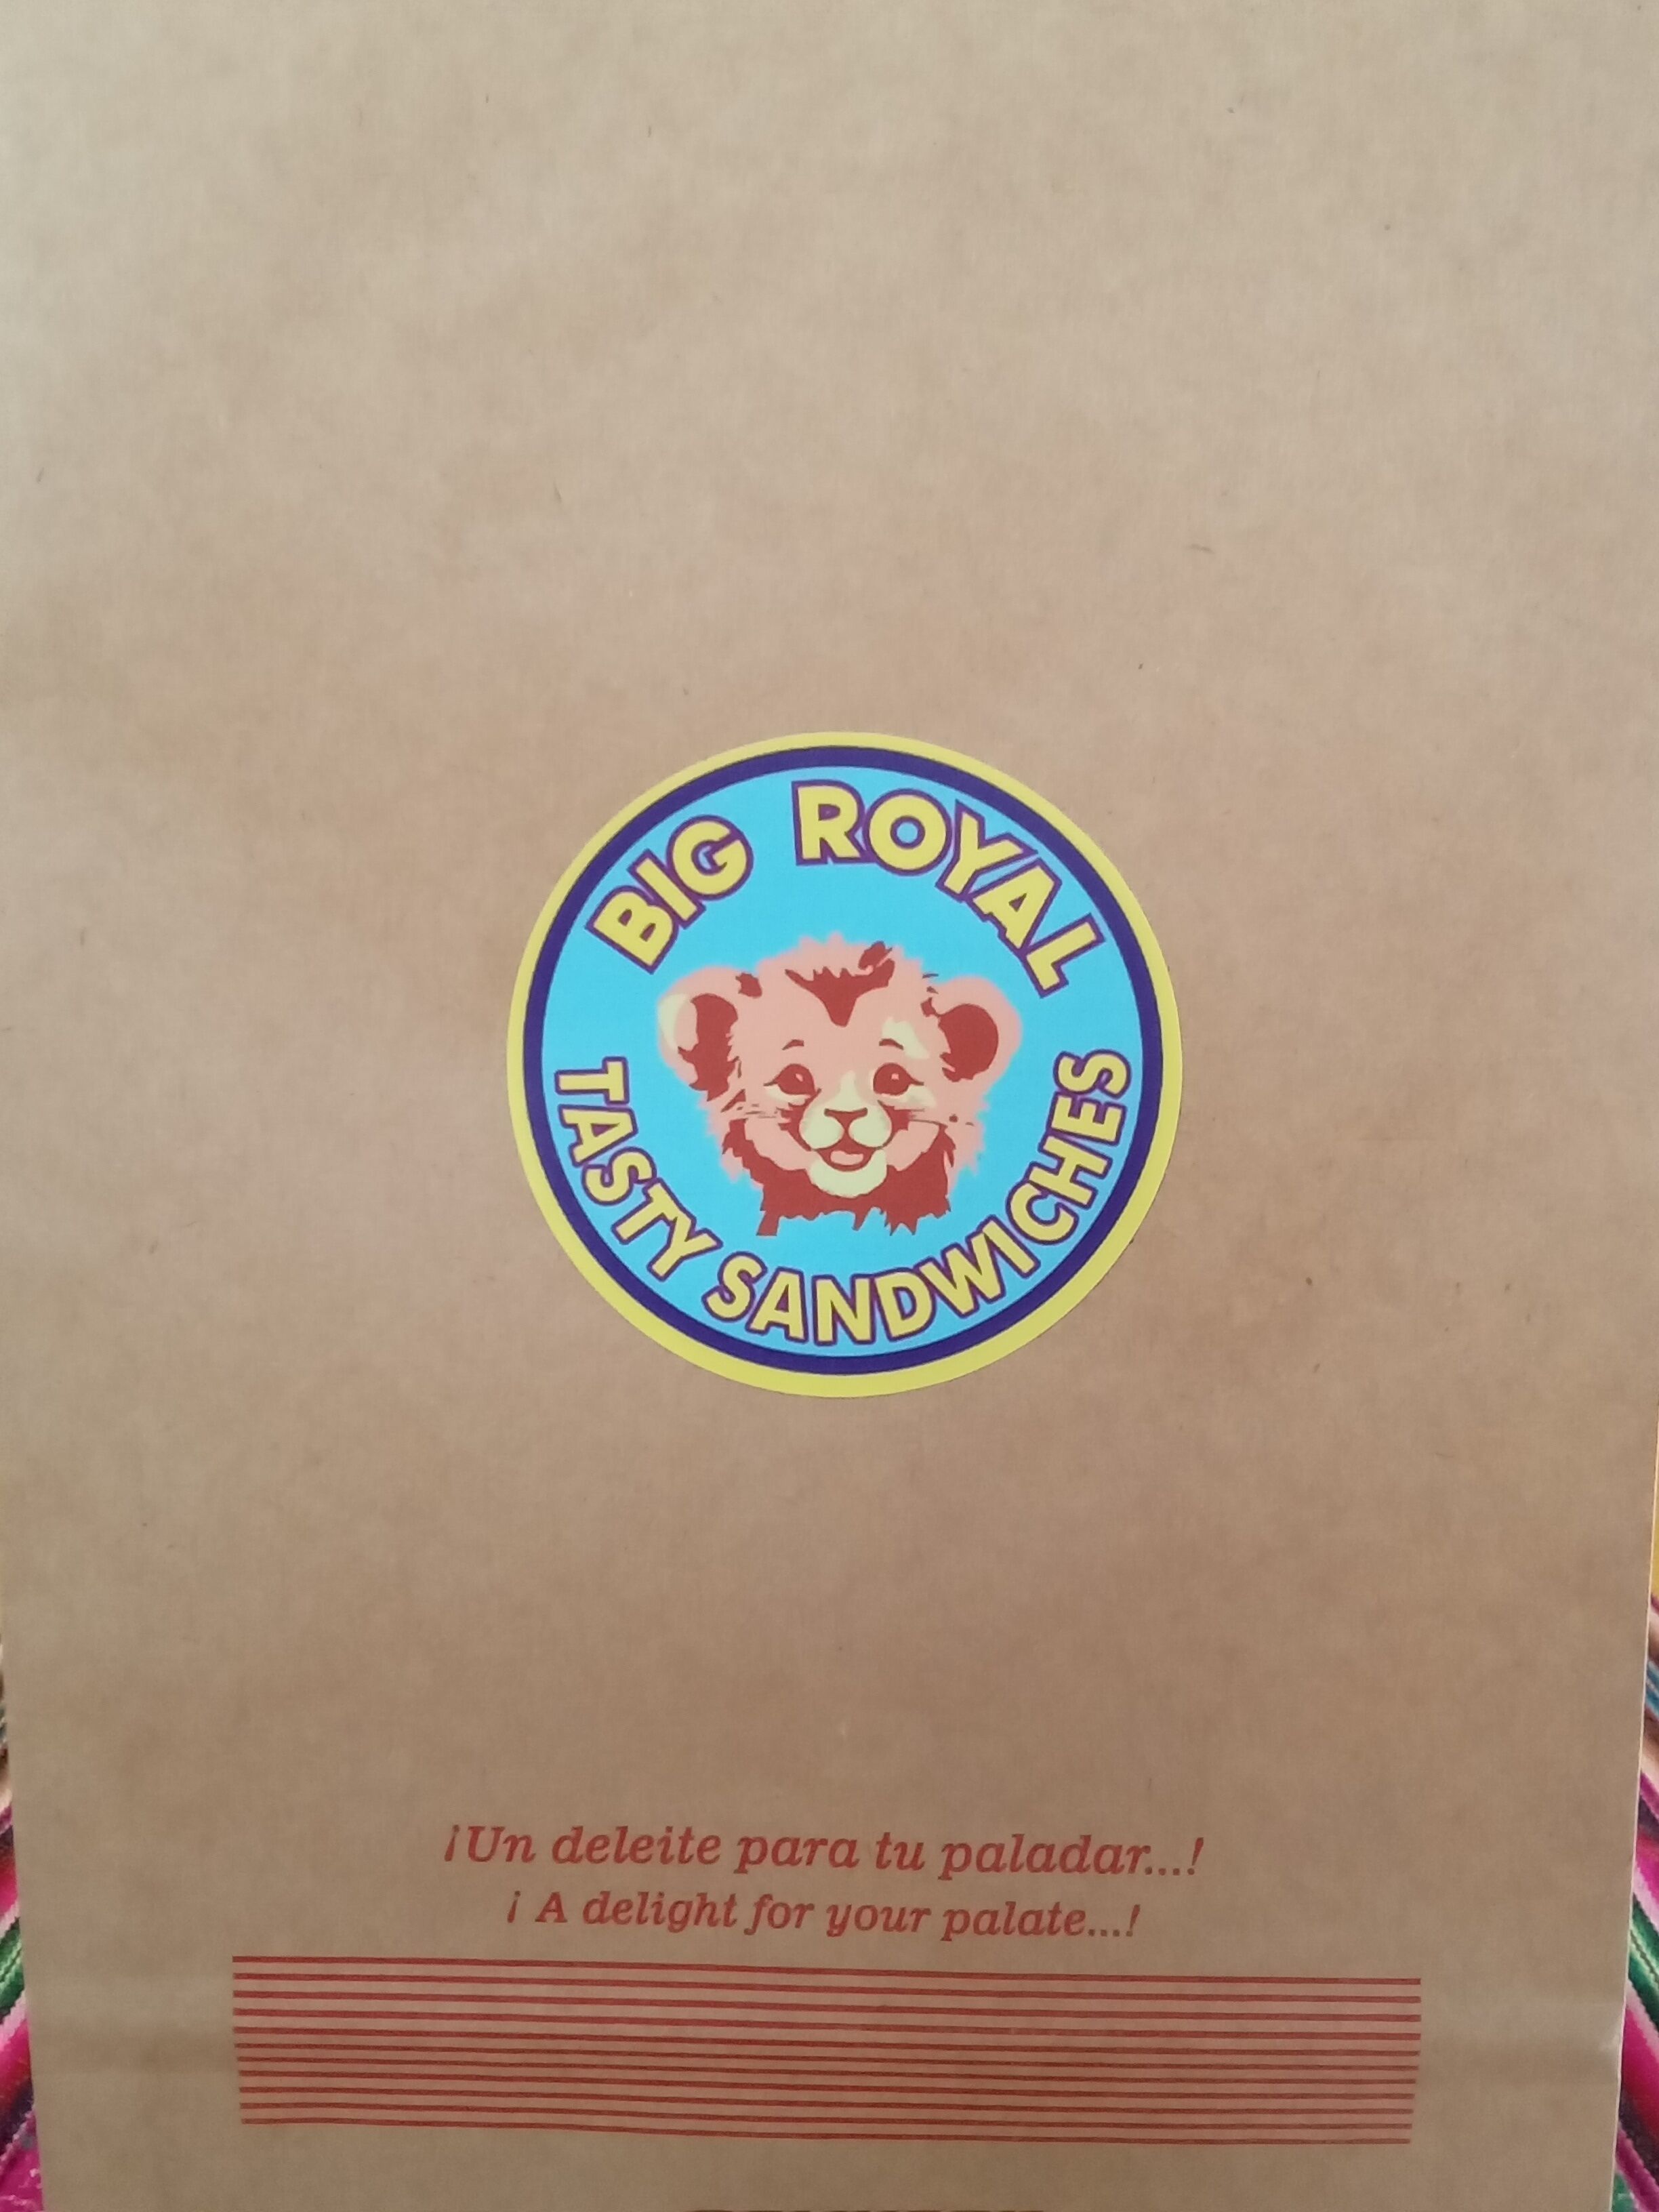 BIG ROYAL
TASTY SANDWICHES
¡Un deleite para tu paladar...!
¡ A delight for your palate...!